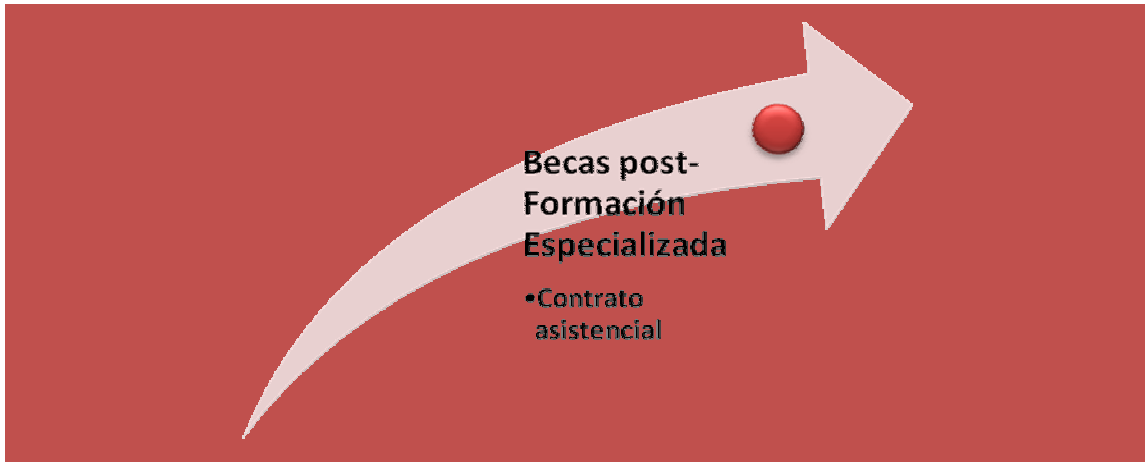 Becas post-
Formación
Especializada
•Contrato
asistencial